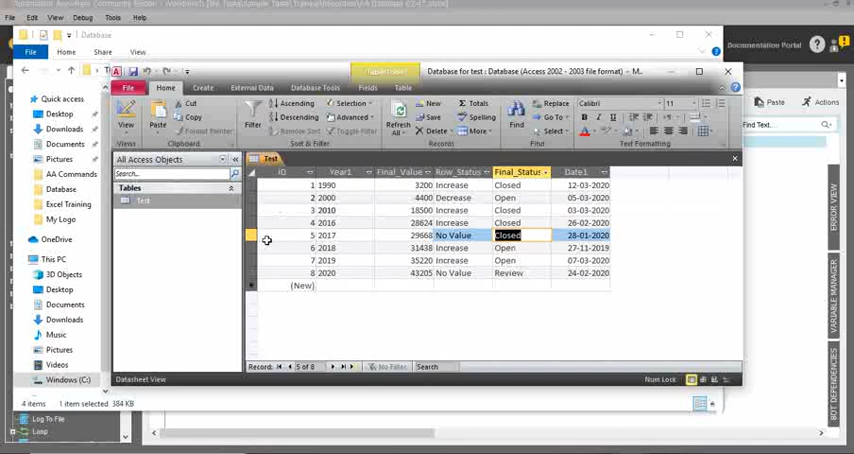 Edit View Debug Tools Help
Database
File Home Share View
Documentation Portal
Database for test : Database (Access 2002 - 2003 file format) - M...
File Home Create External Data Database Tools Fields Table
View
Paste
Cut
Copy
Format Painter
Filter
Ascending
Descending
Remove Sort
Selection
Advanced
Toggle Filter
Refresh
All
New
Save
Delete
Totals
Spelling
More
Find
Replace
Go To
Select
Calibri 11
Sort & Filter
Records
Find
Text Formatting
Paste Actions
Find Text...
Quick access
Desktop
Downloads
Documents
Pictures
AA Commands
Database
Excel Training
My Logo
OneDrive
This PC
3D Objects
Desktop
Documents
Downloads
Music
Pictures
Videos
Windows (C:)
4 items 1 item selected 384 KB
All Access Objects
Search...
Tables
Test
Test
ID Year1 Final_Value Row_Status Final_Status Date1
1 1990 3200 Increase Closed 12-03-2020
2 2000 4400 Decrease Open 05-03-2020
3 2010 18500 Increase Closed 03-03-2020
4 2016 28624 Increase Closed 26-02-2020
5 2017 29668 No Value Closed 28-01-2020
6 2018 31438 Increase Open 27-11-2019
7 2019 35220 Increase Open 07-03-2020
8 2020 43205 No Value Review 24-02-2020
(New)
Record: 5 of 8 No Filter Search
Datasheet View
Num Lock
ERROR VIEW
VARIABLE MANAGER
BOT DEPENDENCIES
Log To File
Loop